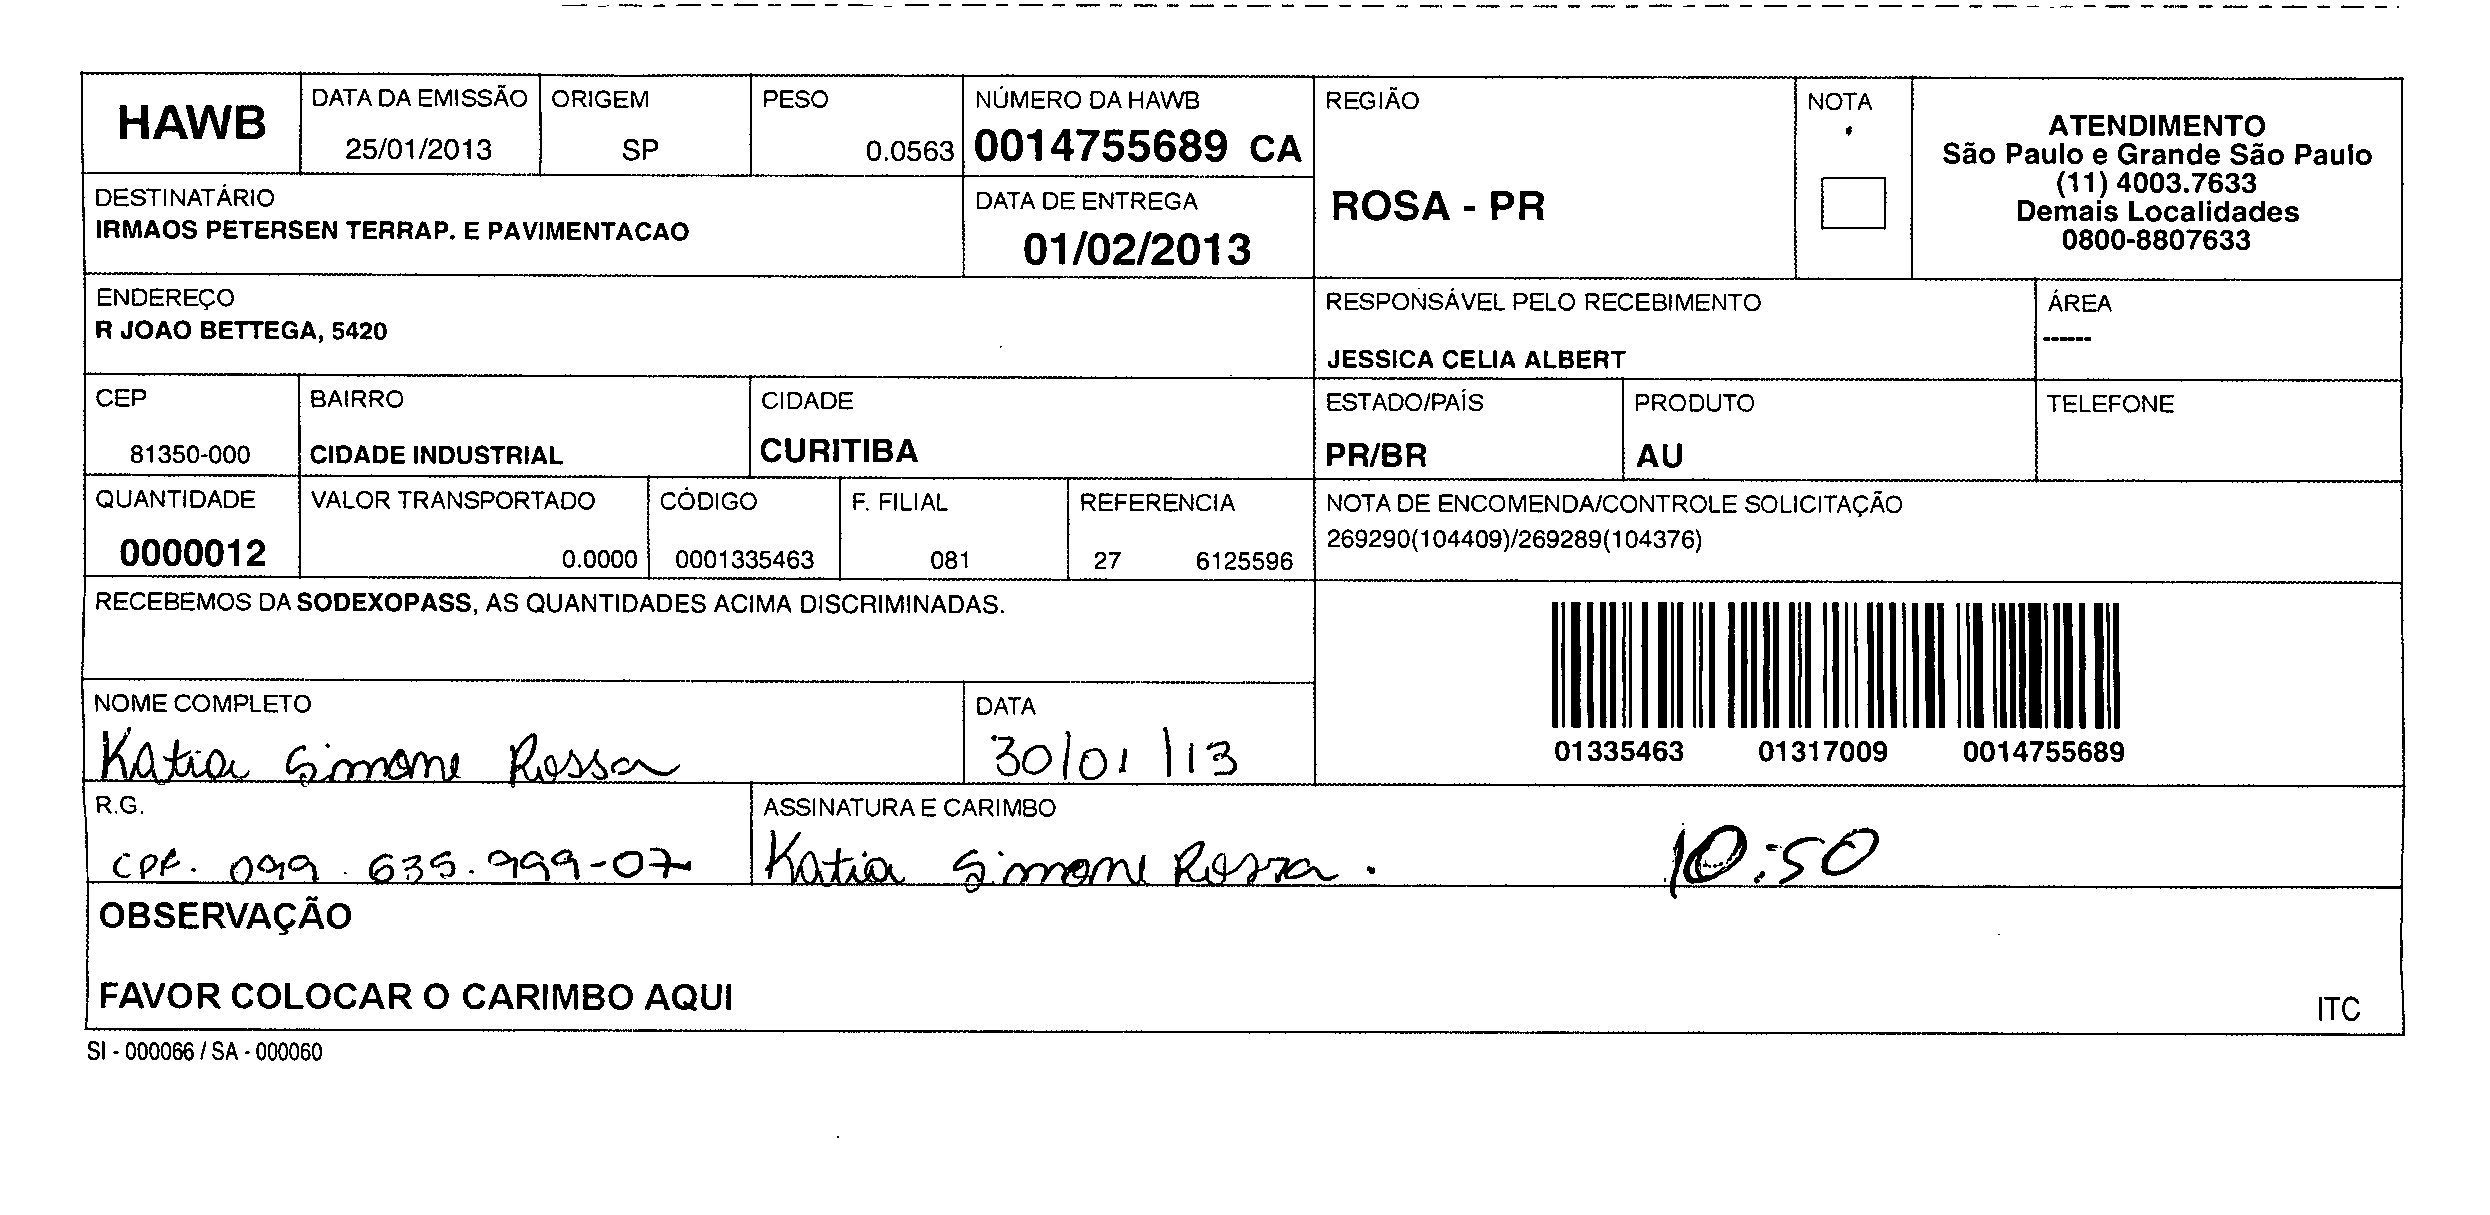 HAWB
DATA DA EMISSÃO
25/01/2013
ORIGEM
SP
PESO
0.0563
NÚMERO DA HAWB
0014755689 CA
REGIÃO
ROSA - PR
NOTA
ATENDIMENTO
São Paulo e Grande São Paulo
(11) 4003.7633
Demais Localidades
0800-8807633
DESTINATÁRIO
IRMAOS PETERSEN TERRAP. E PAVIMENTACAO
DATA DE ENTREGA
01/02/2013
ENDEREÇO
R JOAO BETTEGA, 5420
RESPONSÁVEL PELO RECEBIMENTO
JESSICA CELIA ALBERT
ÁREA
------
CEP
81350-000
BAIRRO
CIDADE INDUSTRIAL
CIDADE
CURITIBA
ESTADO/PAÍS
PR/BR
PRODUTO
AU
TELEFONE
QUANTIDADE
0000012
VALOR TRANSPORTADO
0.0000
CÓDIGO
0001335463
F. FILIAL
081
REFERENCIA
27 6125596
NOTA DE ENCOMENDA/CONTROLE SOLICITAÇÃO
269290(104409)/269289(104376)
RECEBEMOS DA SODEXOPASS, AS QUANTIDADES ACIMA DISCRIMINADAS.
01335463 01317009 0014755689
NOME COMPLETO
Katia Simone Rossa
DATA
30/01/13
R.G.
CPF. 099.635.999-07
ASSINATURA E CARIMBO
Katia Simone Rossa.
10:50
OBSERVAÇÃO
FAVOR COLOCAR O CARIMBO AQUI
ITC
SI - 000066 / SA - 000060